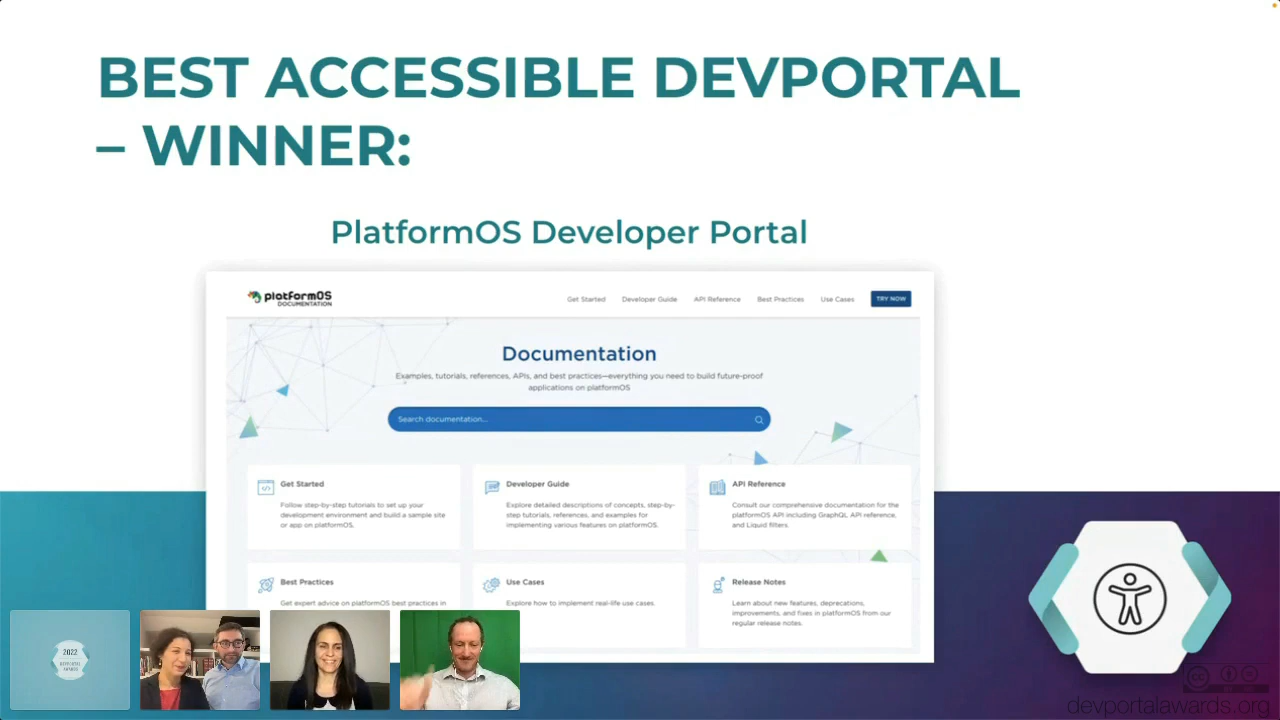 BEST ACCESSIBLE DEVPORTAL
– WINNER:
PlatformOS Developer Portal
platformOS
DOCUMENTATION
Get Started
Developer Guide
API Reference
Best Practices
Use Cases
TRY NOW
Documentation
Examples, tutorials, references, APIs, and best practices—everything you need to build future-proof
applications on platformOS
Search documentation...
Get Started
Follow step-by-step tutorials to set up your
development environment and build a sample site
or app on platformOS.
Developer Guide
Explore detailed descriptions of concepts, step-by-
step tutorials, references, and examples for
implementing various features on platformOS.
API Reference
Consult our comprehensive documentation for the
platformOS API including GraphQL API reference,
and Liquid filters.
Best Practices
Get expert advice on platformOS best practices in
Use Cases
Explore how to implement real-life use cases.
Release Notes
Learn about new features, deprecations,
improvements, and fixes in platformOS from our
regular release notes.
2022
DEVPORTAL
AWARDS
cc
devportalawards.org